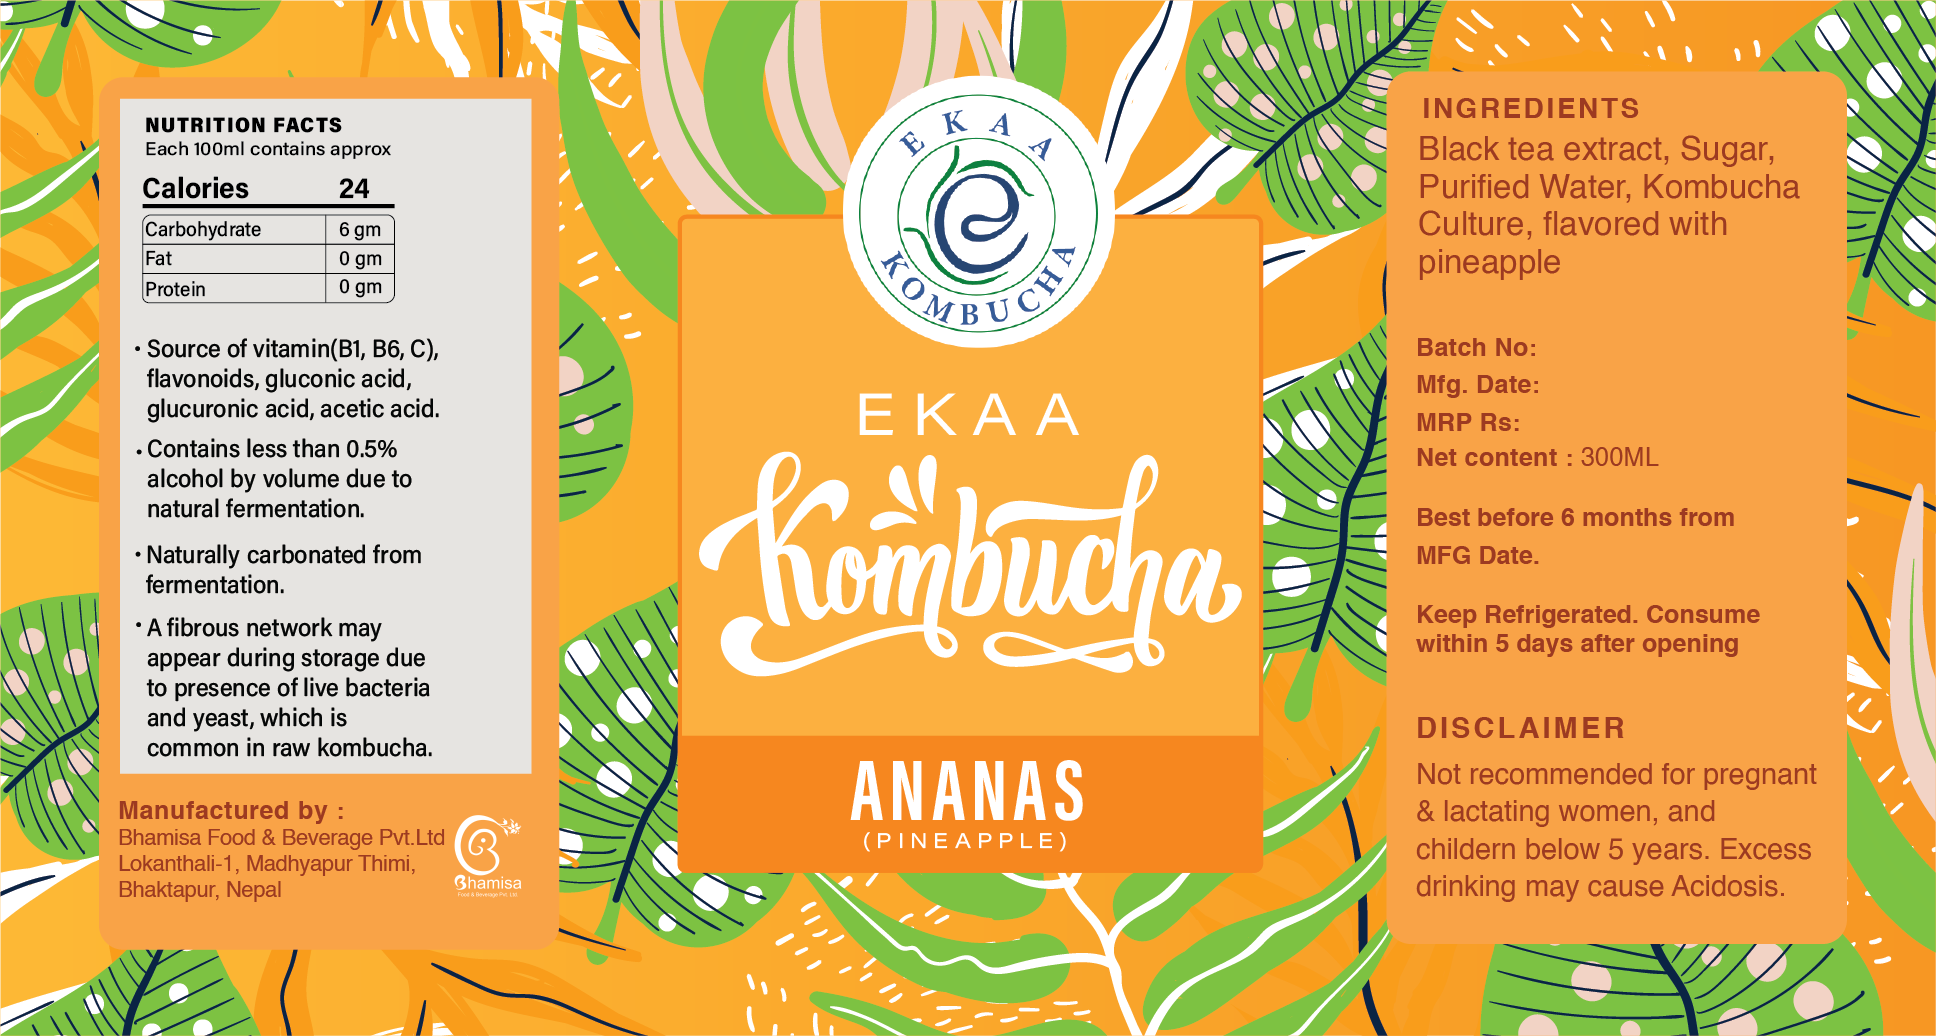 NUTRITION FACTS
Each 100ml contains approx
Calories 24
Carbohydrate 6 gm
Fat 0 gm
Protein 0 gm
• Source of vitamin(B1, B6, C),
flavonoids, gluconic acid,
glucuronic acid, acetic acid.
• Contains less than 0.5%
alcohol by volume due to
natural fermentation.
• Naturally carbonated from
fermentation.
• A fibrous network may
appear during storage due
to presence of live bacteria
and yeast, which is
common in raw kombucha.
Manufactured by :
Bhamisa Food & Beverage Pvt.Ltd
Lokanthali-1, Madhyapur Thimi,
Bhaktapur, Nepal
Bhamisa
Food & Beverage Pvt. Ltd
EKAA
KOMBUCHA
EKAA
Kombucha
ANANAS
(PINEAPPLE)
INGREDIENTS
Black tea extract, Sugar,
Purified Water, Kombucha
Culture, flavored with
pineapple
Batch No:
Mfg. Date:
MRP Rs:
Net content : 300ML
Best before 6 months from
MFG Date.
Keep Refrigerated. Consume
within 5 days after opening
DISCLAIMER
Not recommended for pregnant
& lactating women, and
childern below 5 years. Excess
drinking may cause Acidosis.